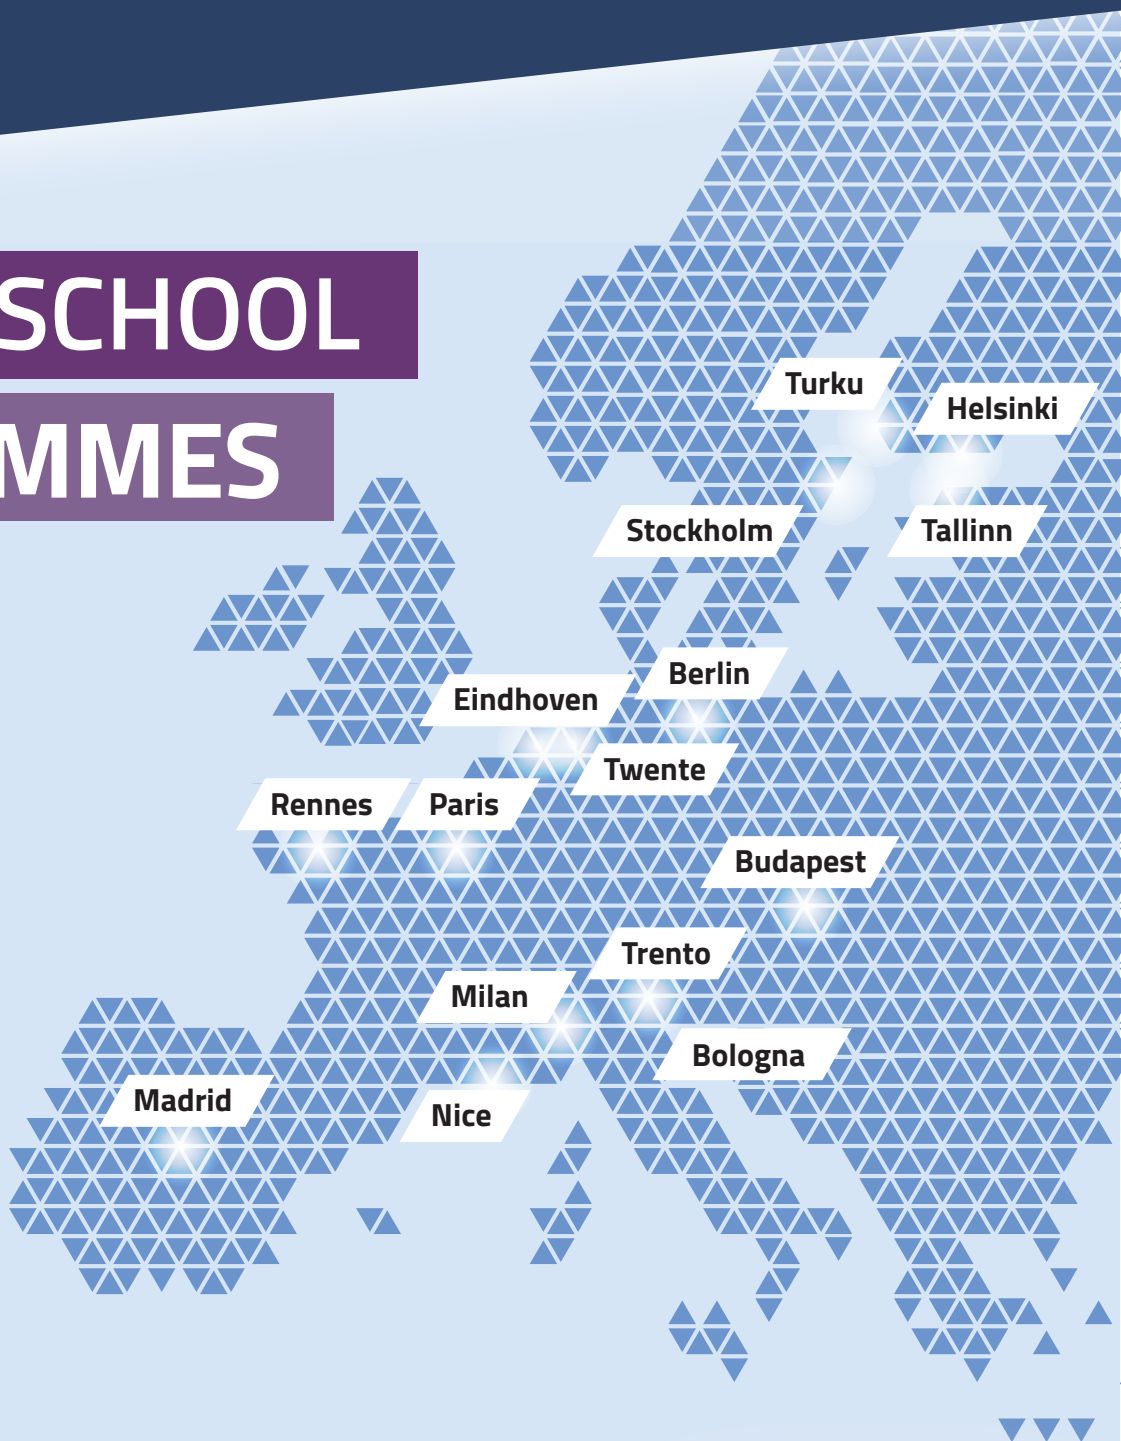 SCHOOL
MMES
Turku
Helsinki
Stockholm
Tallinn
Berlin
Eindhoven
Twente
Rennes
Paris
Budapest
Trento
Milan
Bologna
Madrid
Nice